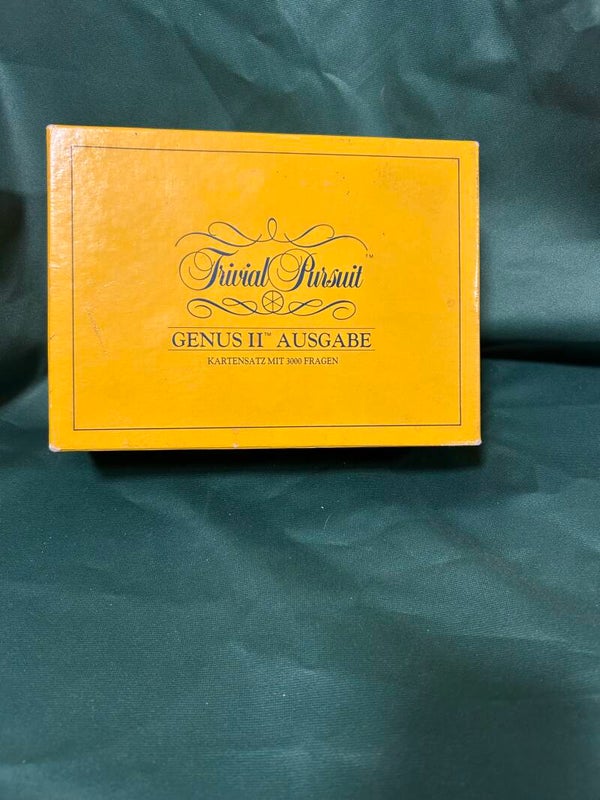 Trivial Pursuit™
GENUS II™ AUSGABE
KARTENSATZ MIT 3000 FRAGEN